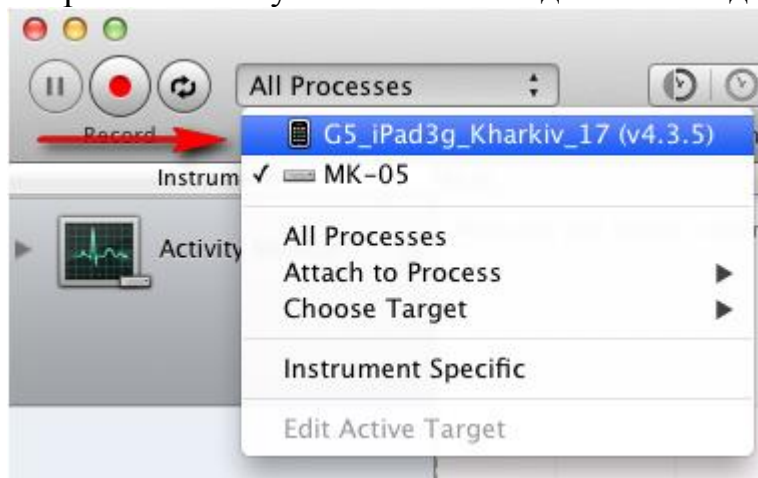 All Processes
Record
G5_iPad3g_Kharkiv_17 (v4.3.5)
Instrum
✓ MK-05
Activity
All Processes
Attach to Process
Choose Target
Instrument Specific
Edit Active Target